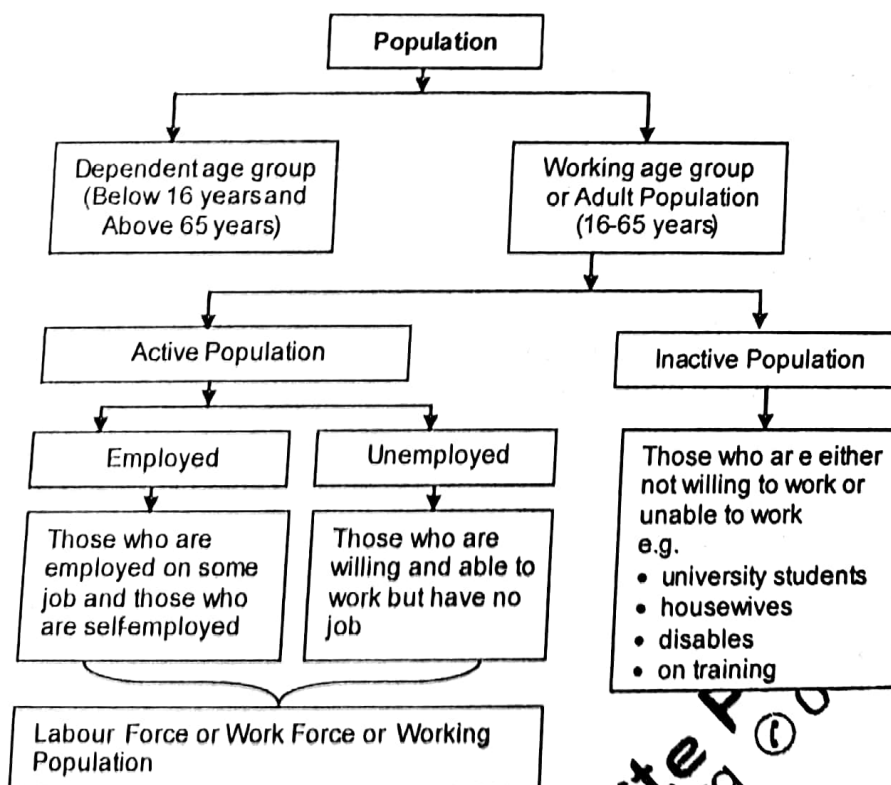 Population
Dependent age group
(Below 16 years and
Above 65 years)
Working age group
or Adult Population
(16-65 years)
Active Population
Inactive Population
Employed
Unemployed
Those who are
employed on some
job and those who
are self-employed
Those who are
willing and able to
work but have no
job
Those who are either
not willing to work or
unable to work
e.g.
• university students
• housewives
• disables
• on training
Labour Force or Work Force or Working
Population